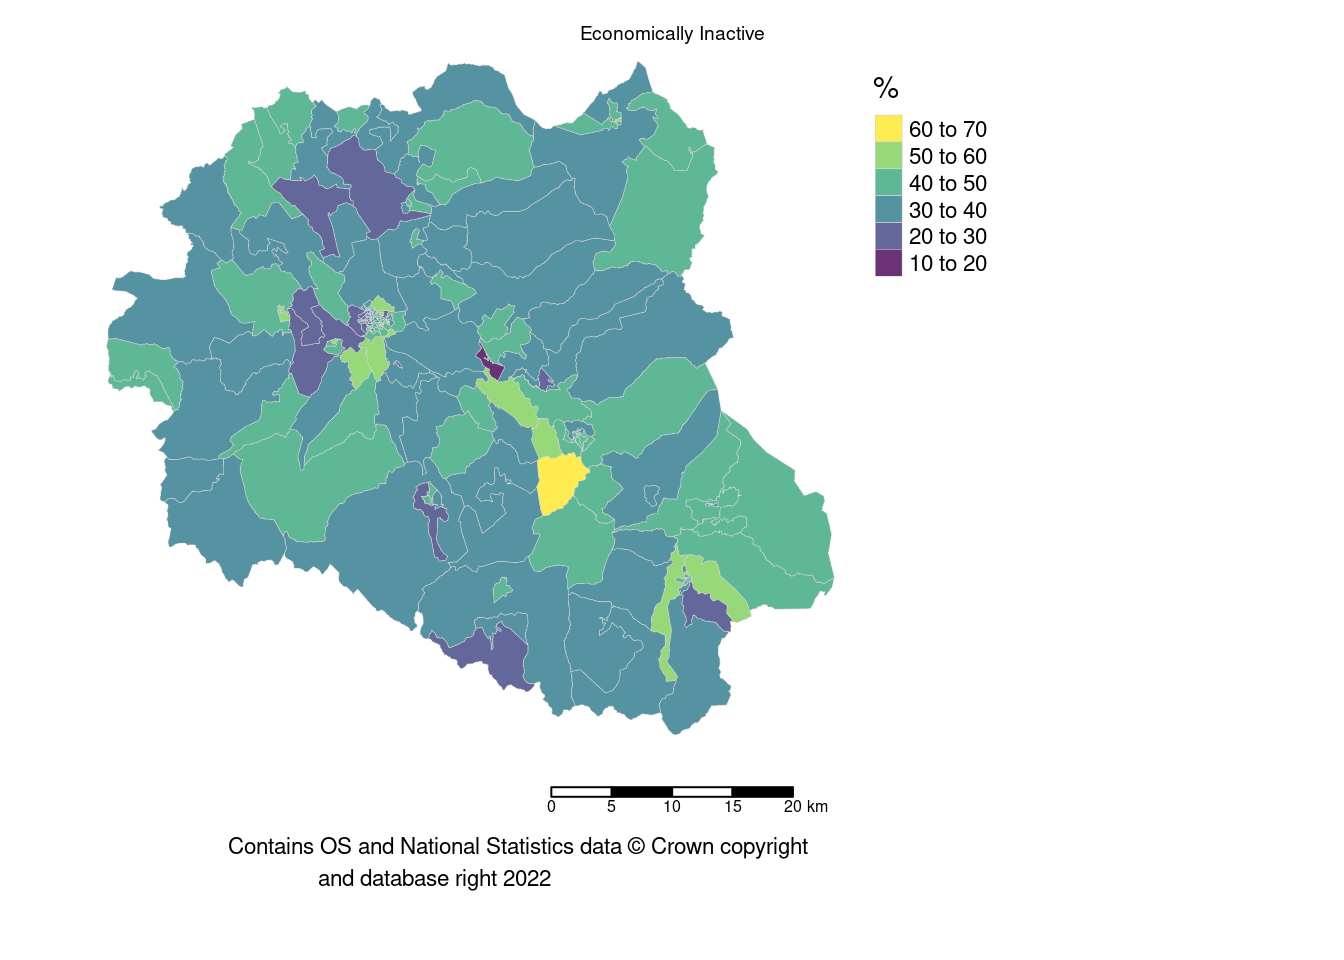 Economically Inactive
%
60 to 70
50 to 60
40 to 50
30 to 40
20 to 30
10 to 20
0 5 10 15 20 km
Contains OS and National Statistics data © Crown copyright
and database right 2022